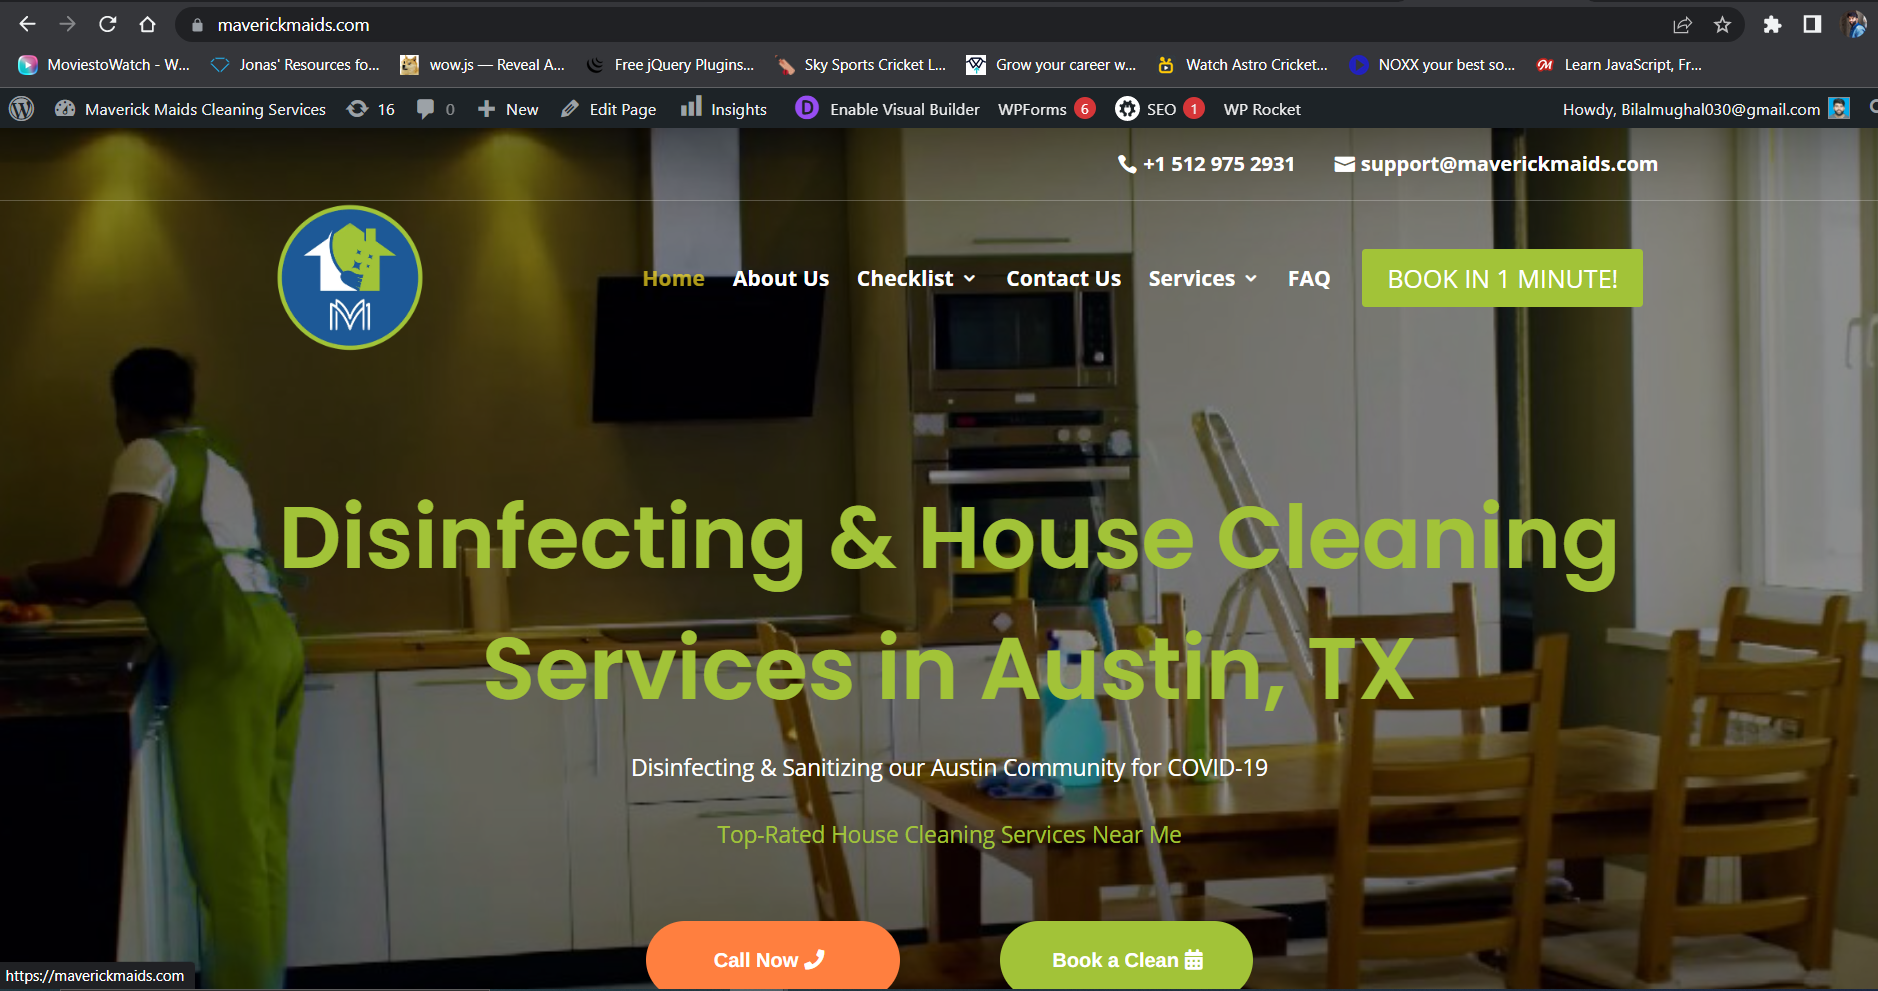 maverickmaids.com
MoviestoWatch - W... Jonas' Resources fo... wow.js — Reveal A... Free jQuery Plugins... Sky Sports Cricket L... Grow your career w... Watch Astro Cricket... NOXX your best so... Learn JavaScript, Fr...
Maverick Maids Cleaning Services 16 0 New Edit Page Insights D Enable Visual Builder WPForms 6 SEO 1 WP Rocket Howdy, Bilalmughal030@gmail.com
+1 512 975 2931 support@maverickmaids.com
M
Home About Us Checklist Contact Us Services FAQ BOOK IN 1 MINUTE!
Disinfecting & House Cleaning
Services in Austin, TX
Disinfecting & Sanitizing our Austin Community for COVID-19
Top-Rated House Cleaning Services Near Me
Call Now Book a Clean
https://maverickmaids.com